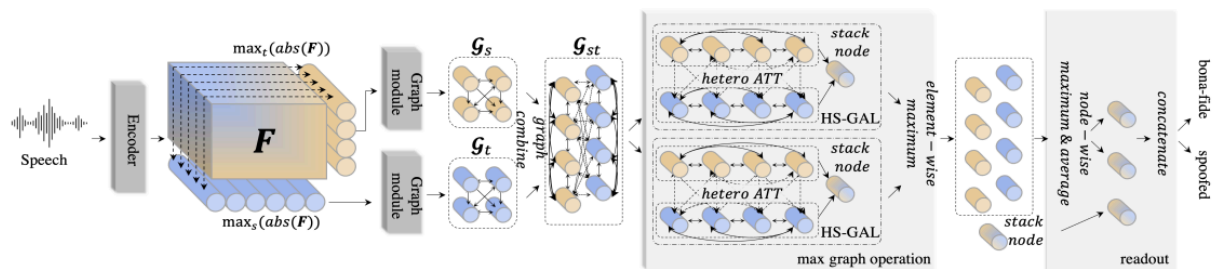 Speech
Encoder
F
max_t(abs(F))
max_s(abs(F))
Graph
module
Graph
module
𝒢_s
𝒢_t
graph
combine
𝒢_st
stack
node
hetero ATT
HS-GAL
stack
node
hetero ATT
HS-GAL
max graph operation
element-wise
maximum
stack
node
node-wise
maximum & average
readout
concatenate
bona-fide
spoofed